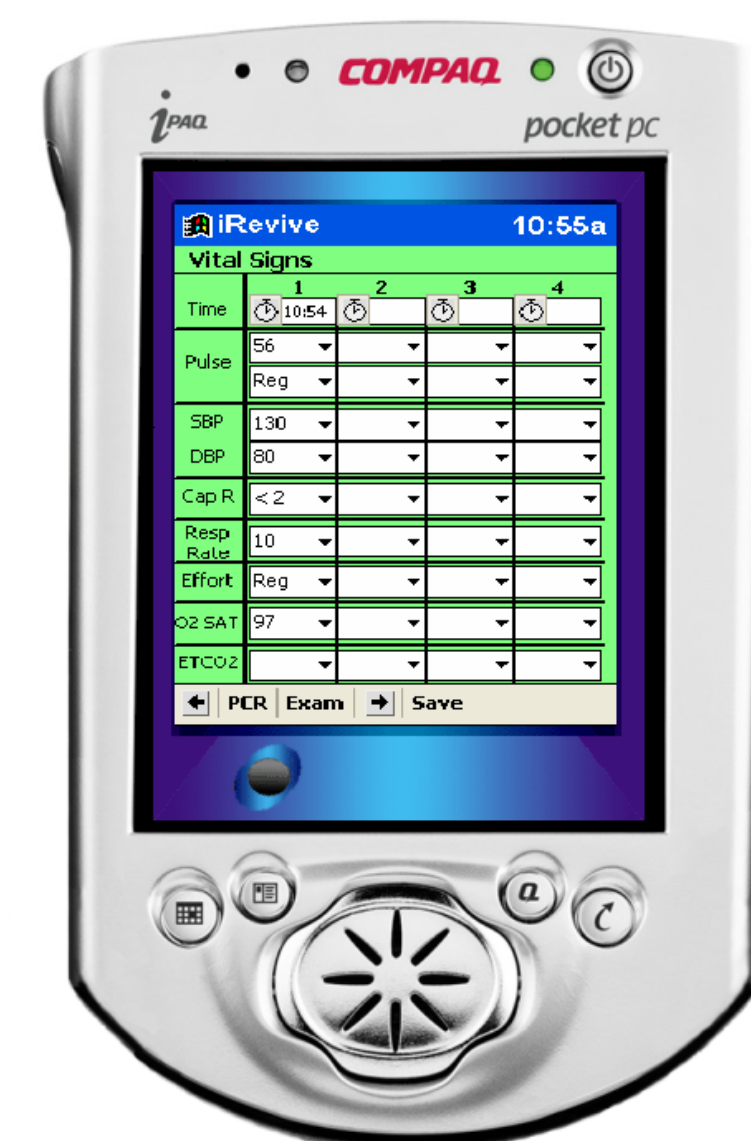 COMPAQ
iPAQ
pocket pc
iRevive 10:55a
Vital Signs
1 2 3 4
Time 10:54
Pulse 56
Reg
SBP 130
DBP 80
Cap R < 2
Resp Rate 10
Effort Reg
O2 SAT 97
ETCO2
PCR Exam Save
Q